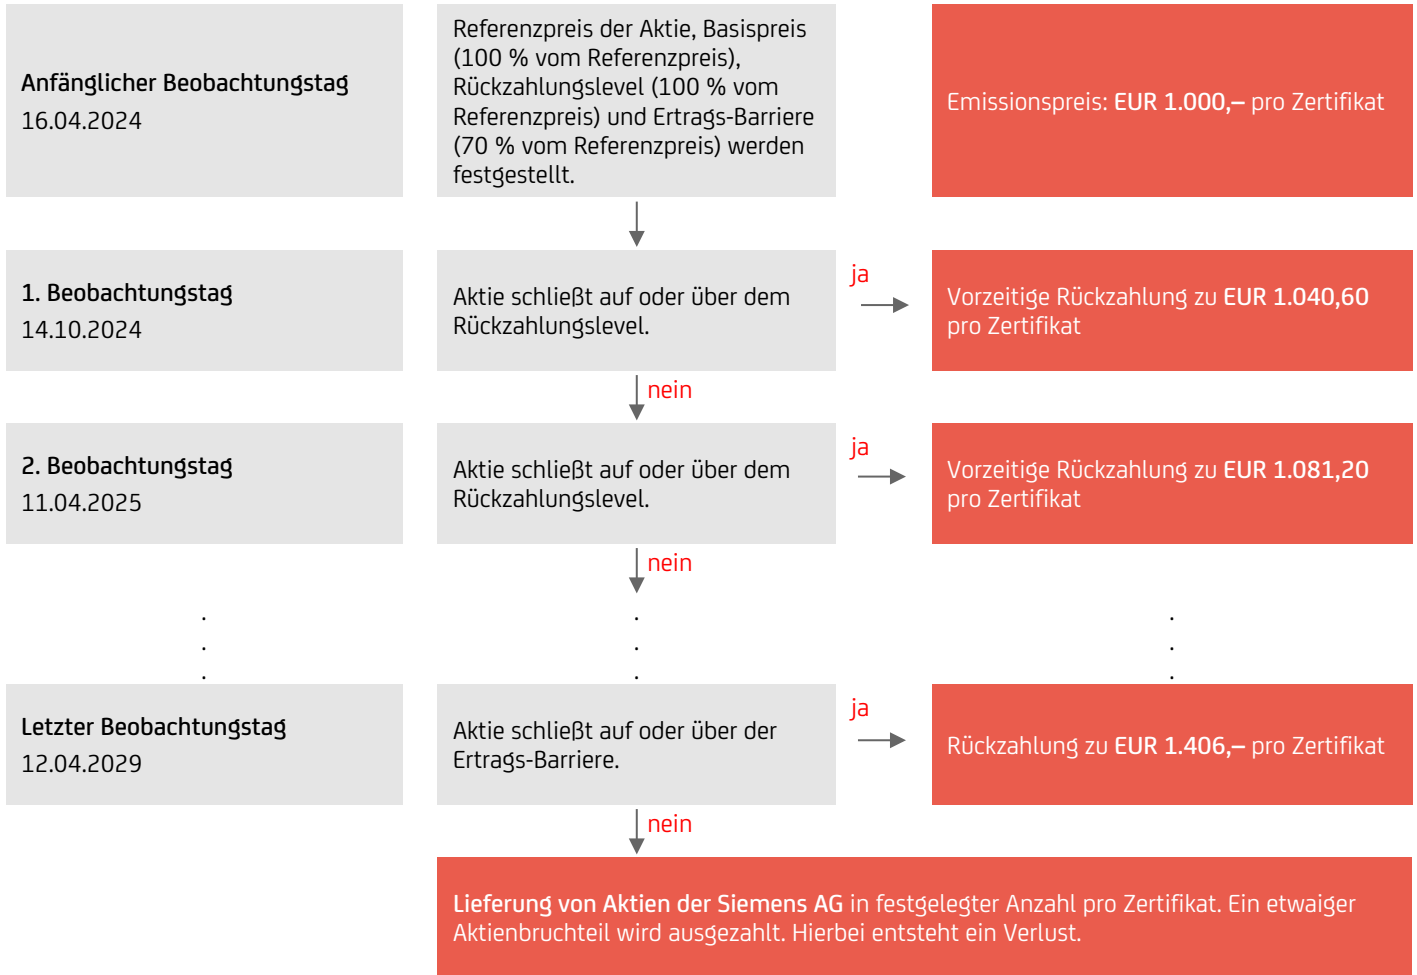 Anfänglicher Beobachtungstag
16.04.2024
Referenzpreis der Aktie, Basispreis
(100 % vom Referenzpreis),
Rückzahlungslevel (100 % vom
Referenzpreis) und Ertrags-Barriere
(70 % vom Referenzpreis) werden
festgestellt.
Emissionspreis: EUR 1.000,– pro Zertifikat
1. Beobachtungstag
14.10.2024
Aktie schließt auf oder über dem
Rückzahlungslevel.
ja
Vorzeitige Rückzahlung zu EUR 1.040,60
pro Zertifikat
nein
2. Beobachtungstag
11.04.2025
Aktie schließt auf oder über dem
Rückzahlungslevel.
ja
Vorzeitige Rückzahlung zu EUR 1.081,20
pro Zertifikat
nein
. . .
. . .
. . .
Letzter Beobachtungstag
12.04.2029
Aktie schließt auf oder über der
Ertrags-Barriere.
ja
Rückzahlung zu EUR 1.406,– pro Zertifikat
nein
Lieferung von Aktien der Siemens AG in festgelegter Anzahl pro Zertifikat. Ein etwaiger
Aktienbruchteil wird ausgezahlt. Hierbei entsteht ein Verlust.